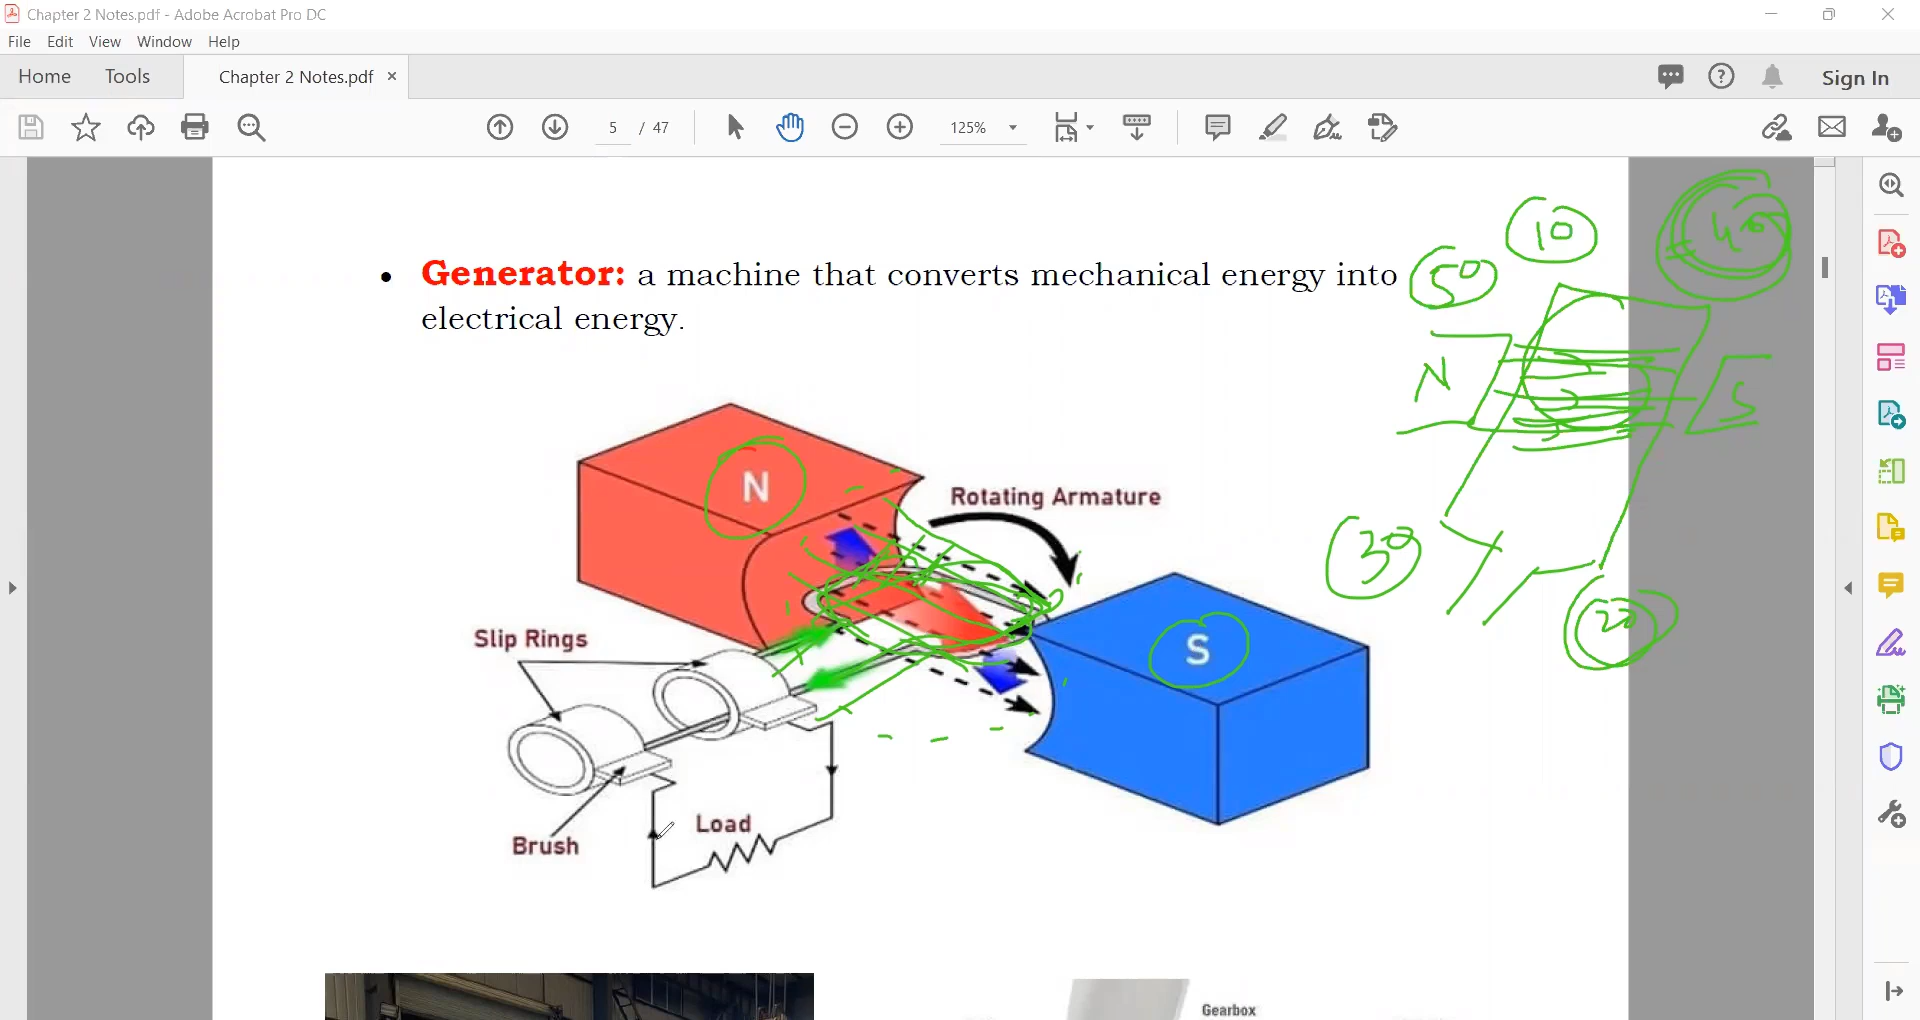 Chapter 2 Notes.pdf - Adobe Acrobat Pro DC
File Edit View Window Help
Home Tools Chapter 2 Notes.pdf × Sign In
5 / 47 125%
• Generator: a machine that converts mechanical energy into
electrical energy.
10
50
N
S
30
20
N
Rotating Armature
S
Slip Rings
Load
Brush
Gearbox